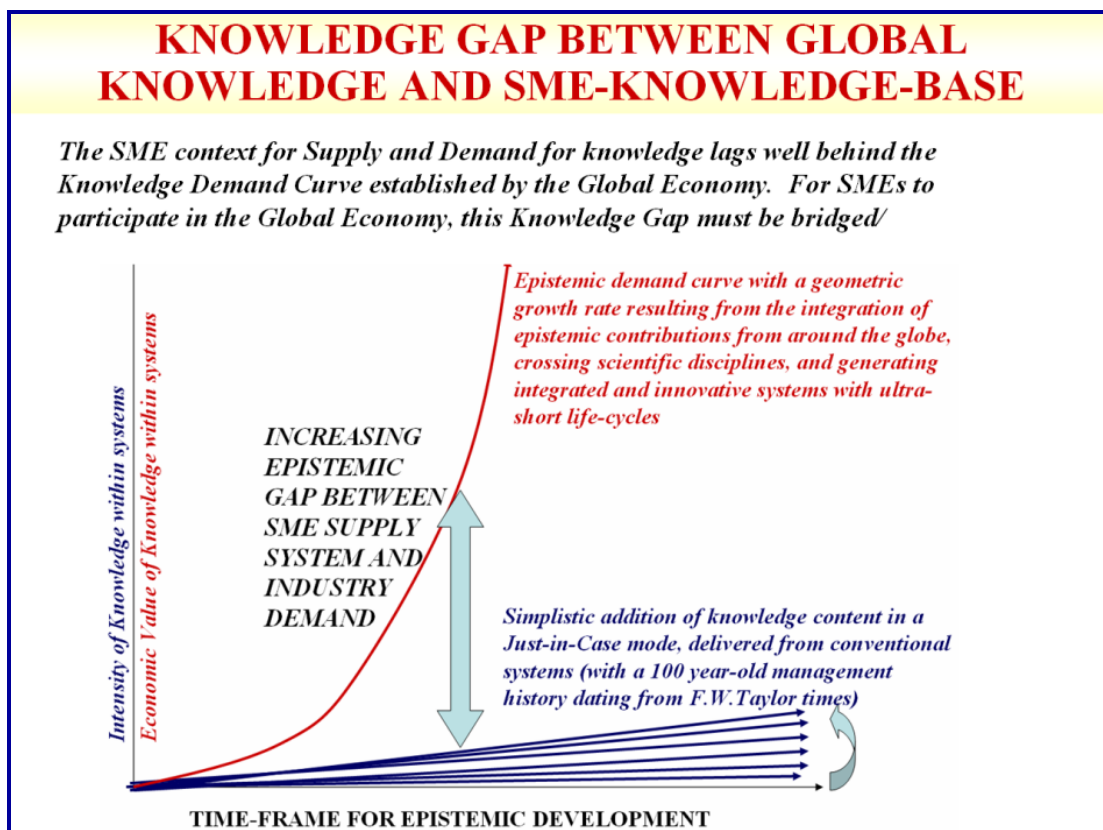 KNOWLEDGE GAP BETWEEN GLOBAL
KNOWLEDGE AND SME-KNOWLEDGE-BASE
The SME context for Supply and Demand for knowledge lags well behind the
Knowledge Demand Curve established by the Global Economy.  For SMEs to
participate in the Global Economy, this Knowledge Gap must be bridged/
Intensity of Knowledge within systems
Economic Value of Knowledge within systems
Epistemic demand curve with a geometric
growth rate resulting from the integration of
epistemic contributions from around the globe,
crossing scientific disciplines, and generating
integrated and innovative systems with ultra-
short life-cycles
INCREASING
EPISTEMIC
GAP BETWEEN
SME SUPPLY
SYSTEM AND
INDUSTRY
DEMAND
Simplistic addition of knowledge content in a
Just-in-Case mode, delivered from conventional
systems (with a 100 year-old management
history dating from F.W.Taylor times)
TIME-FRAME FOR EPISTEMIC DEVELOPMENT